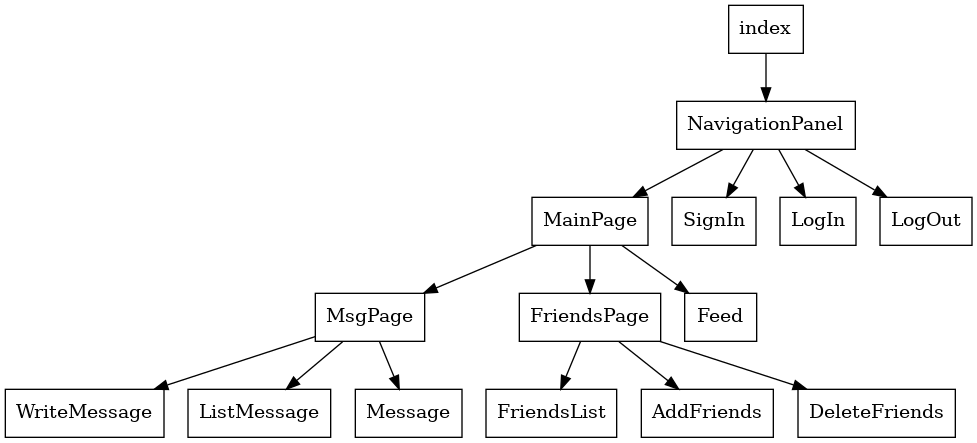 index
NavigationPanel
MainPage
SignIn
LogIn
LogOut
MsgPage
FriendsPage
Feed
WriteMessage
ListMessage
Message
FriendsList
AddFriends
DeleteFriends